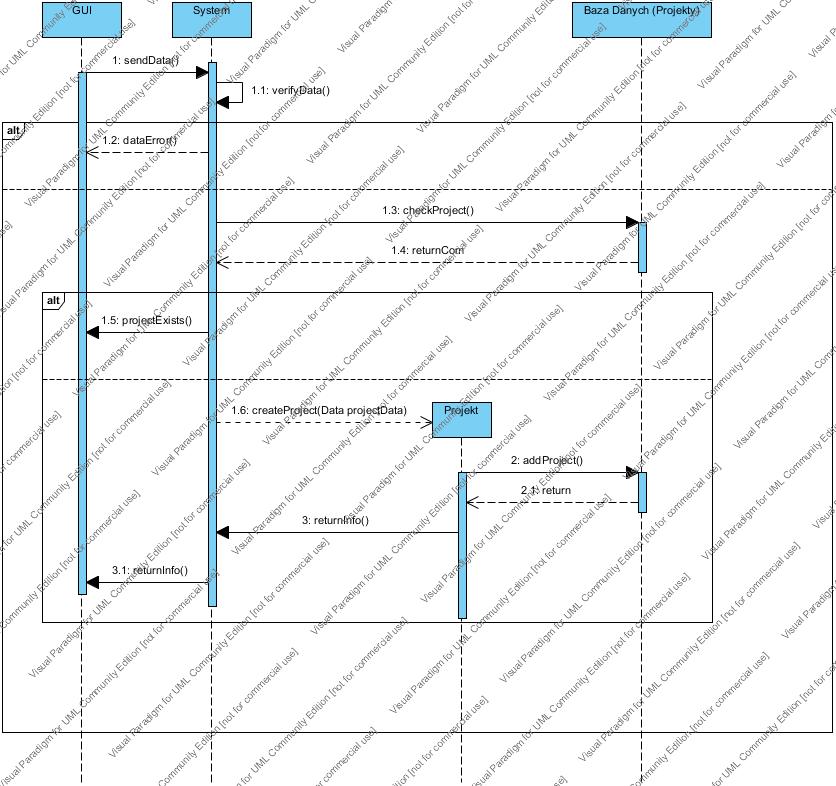 GUI
System
Baza Danych (Projekty)
1: sendData()
1.1: verifyData()
alt
1.2: dataError()
1.3: checkProject()
1.4: returnCom
alt
1.5: projectExists()
1.6: createProject(Data projectData)
Projekt
2: addProject()
2.1: return
3: returnInfo()
3.1: returnInfo()
Visual Paradigm for UML Community Edition [not for commercial use]